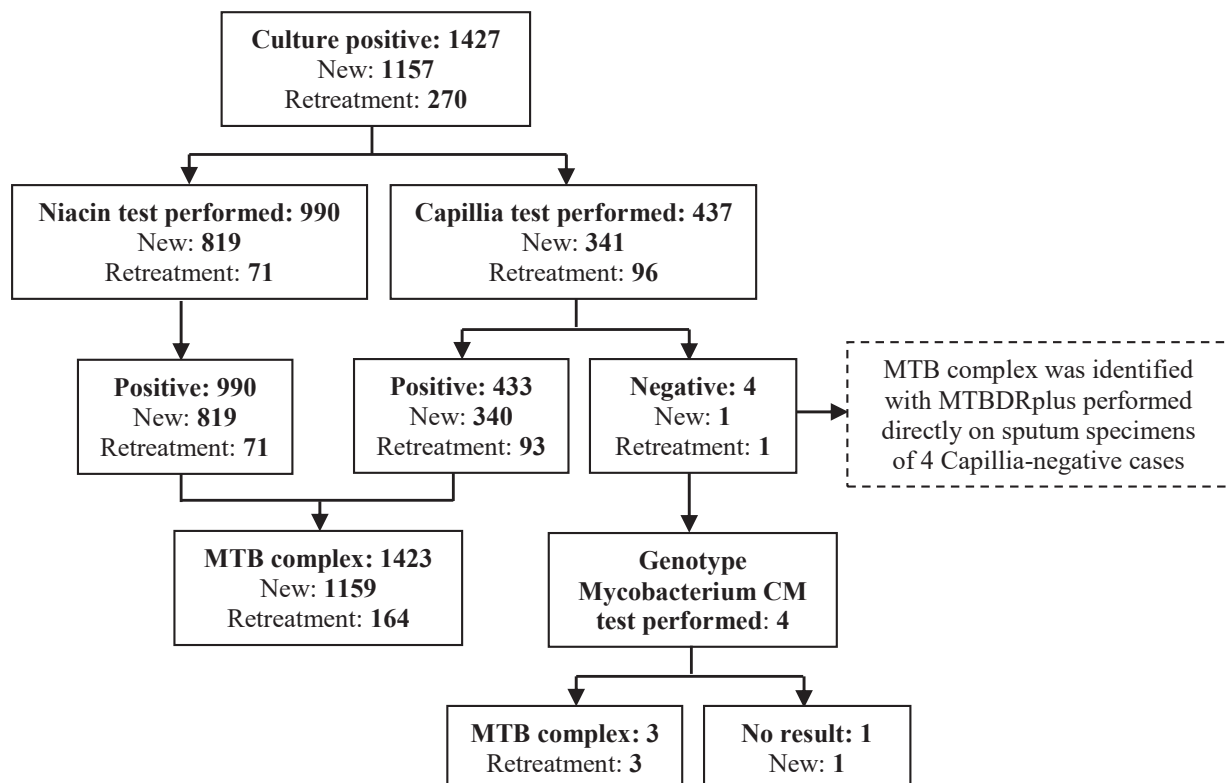 Culture positive: 1427
New: 1157
Retreatment: 270
Niacin test performed: 990
New: 819
Retreatment: 71
Capillia test performed: 437
New: 341
Retreatment: 96
Positive: 990
New: 819
Retreatment: 71
Positive: 433
New: 340
Retreatment: 93
Negative: 4
New: 1
Retreatment: 1
MTB complex was identified
with MTBDRplus performed
directly on sputum specimens
of 4 Capillia-negative cases
MTB complex: 1423
New: 1159
Retreatment: 164
Genotype
Mycobacterium CM
test performed: 4
MTB complex: 3
Retreatment: 3
No result: 1
New: 1